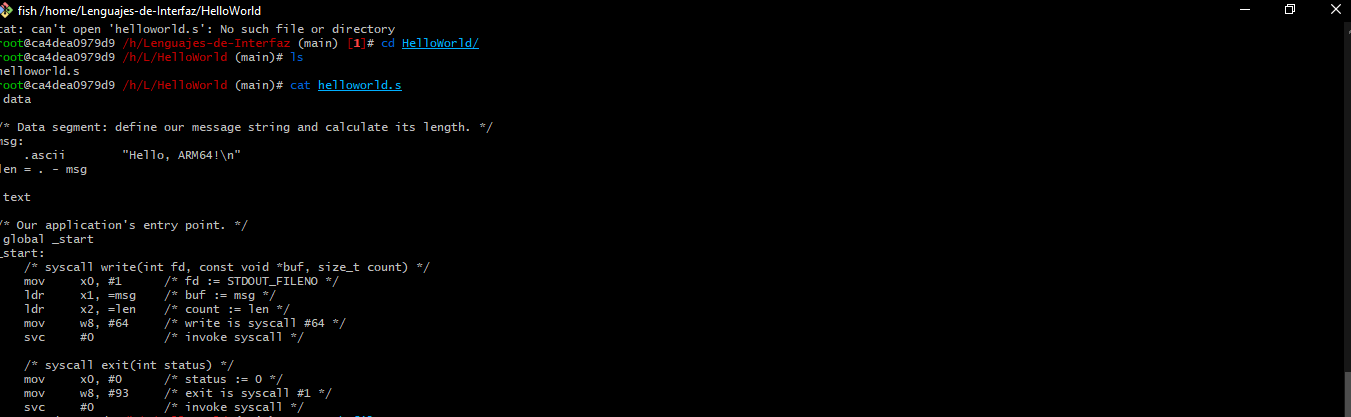 fish /home/Lenguajes-de-Interfaz/HelloWorld
cat: can't open 'helloworld.s': No such file or directory
root@ca4dea0979d9 /h/Lenguajes-de-Interfaz (main) [1]# cd HelloWorld/
root@ca4dea0979d9 /h/L/HelloWorld (main)# ls
helloworld.s
root@ca4dea0979d9 /h/L/HelloWorld (main)# cat helloworld.s
.data
/* Data segment: define our message string and calculate its length. */
msg:
.ascii "Hello, ARM64!\n"
len = . - msg
.text
/* Our application's entry point. */
.global _start
_start:
/* syscall write(int fd, const void *buf, size_t count) */
mov x0, #1 /* fd := STDOUT_FILENO */
ldr x1, =msg /* buf := msg */
ldr x2, =len /* count := len */
mov w8, #64 /* write is syscall #64 */
svc #0 /* invoke syscall */
/* syscall exit(int status) */
mov x0, #0 /* status := 0 */
mov w8, #93 /* exit is syscall #1 */
svc #0 /* invoke syscall */